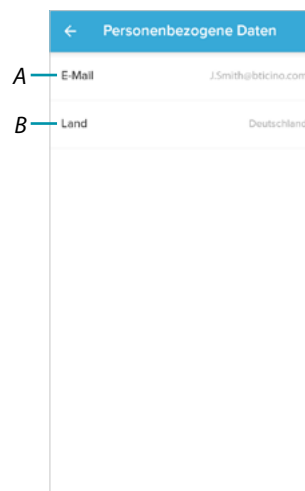 Personenbezogene Daten
A E-Mail J.Smith@bticino.com
B Land Deutschland